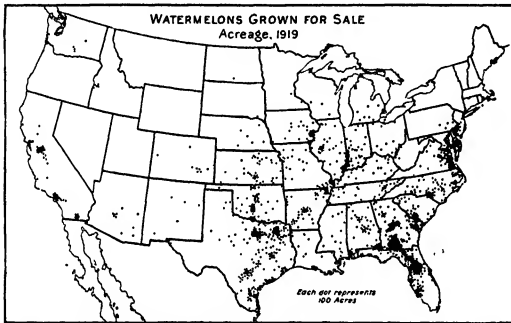 WATERMELONS GROWN FOR SALE
Acreage, 1919
Each dot represents
100 Acres